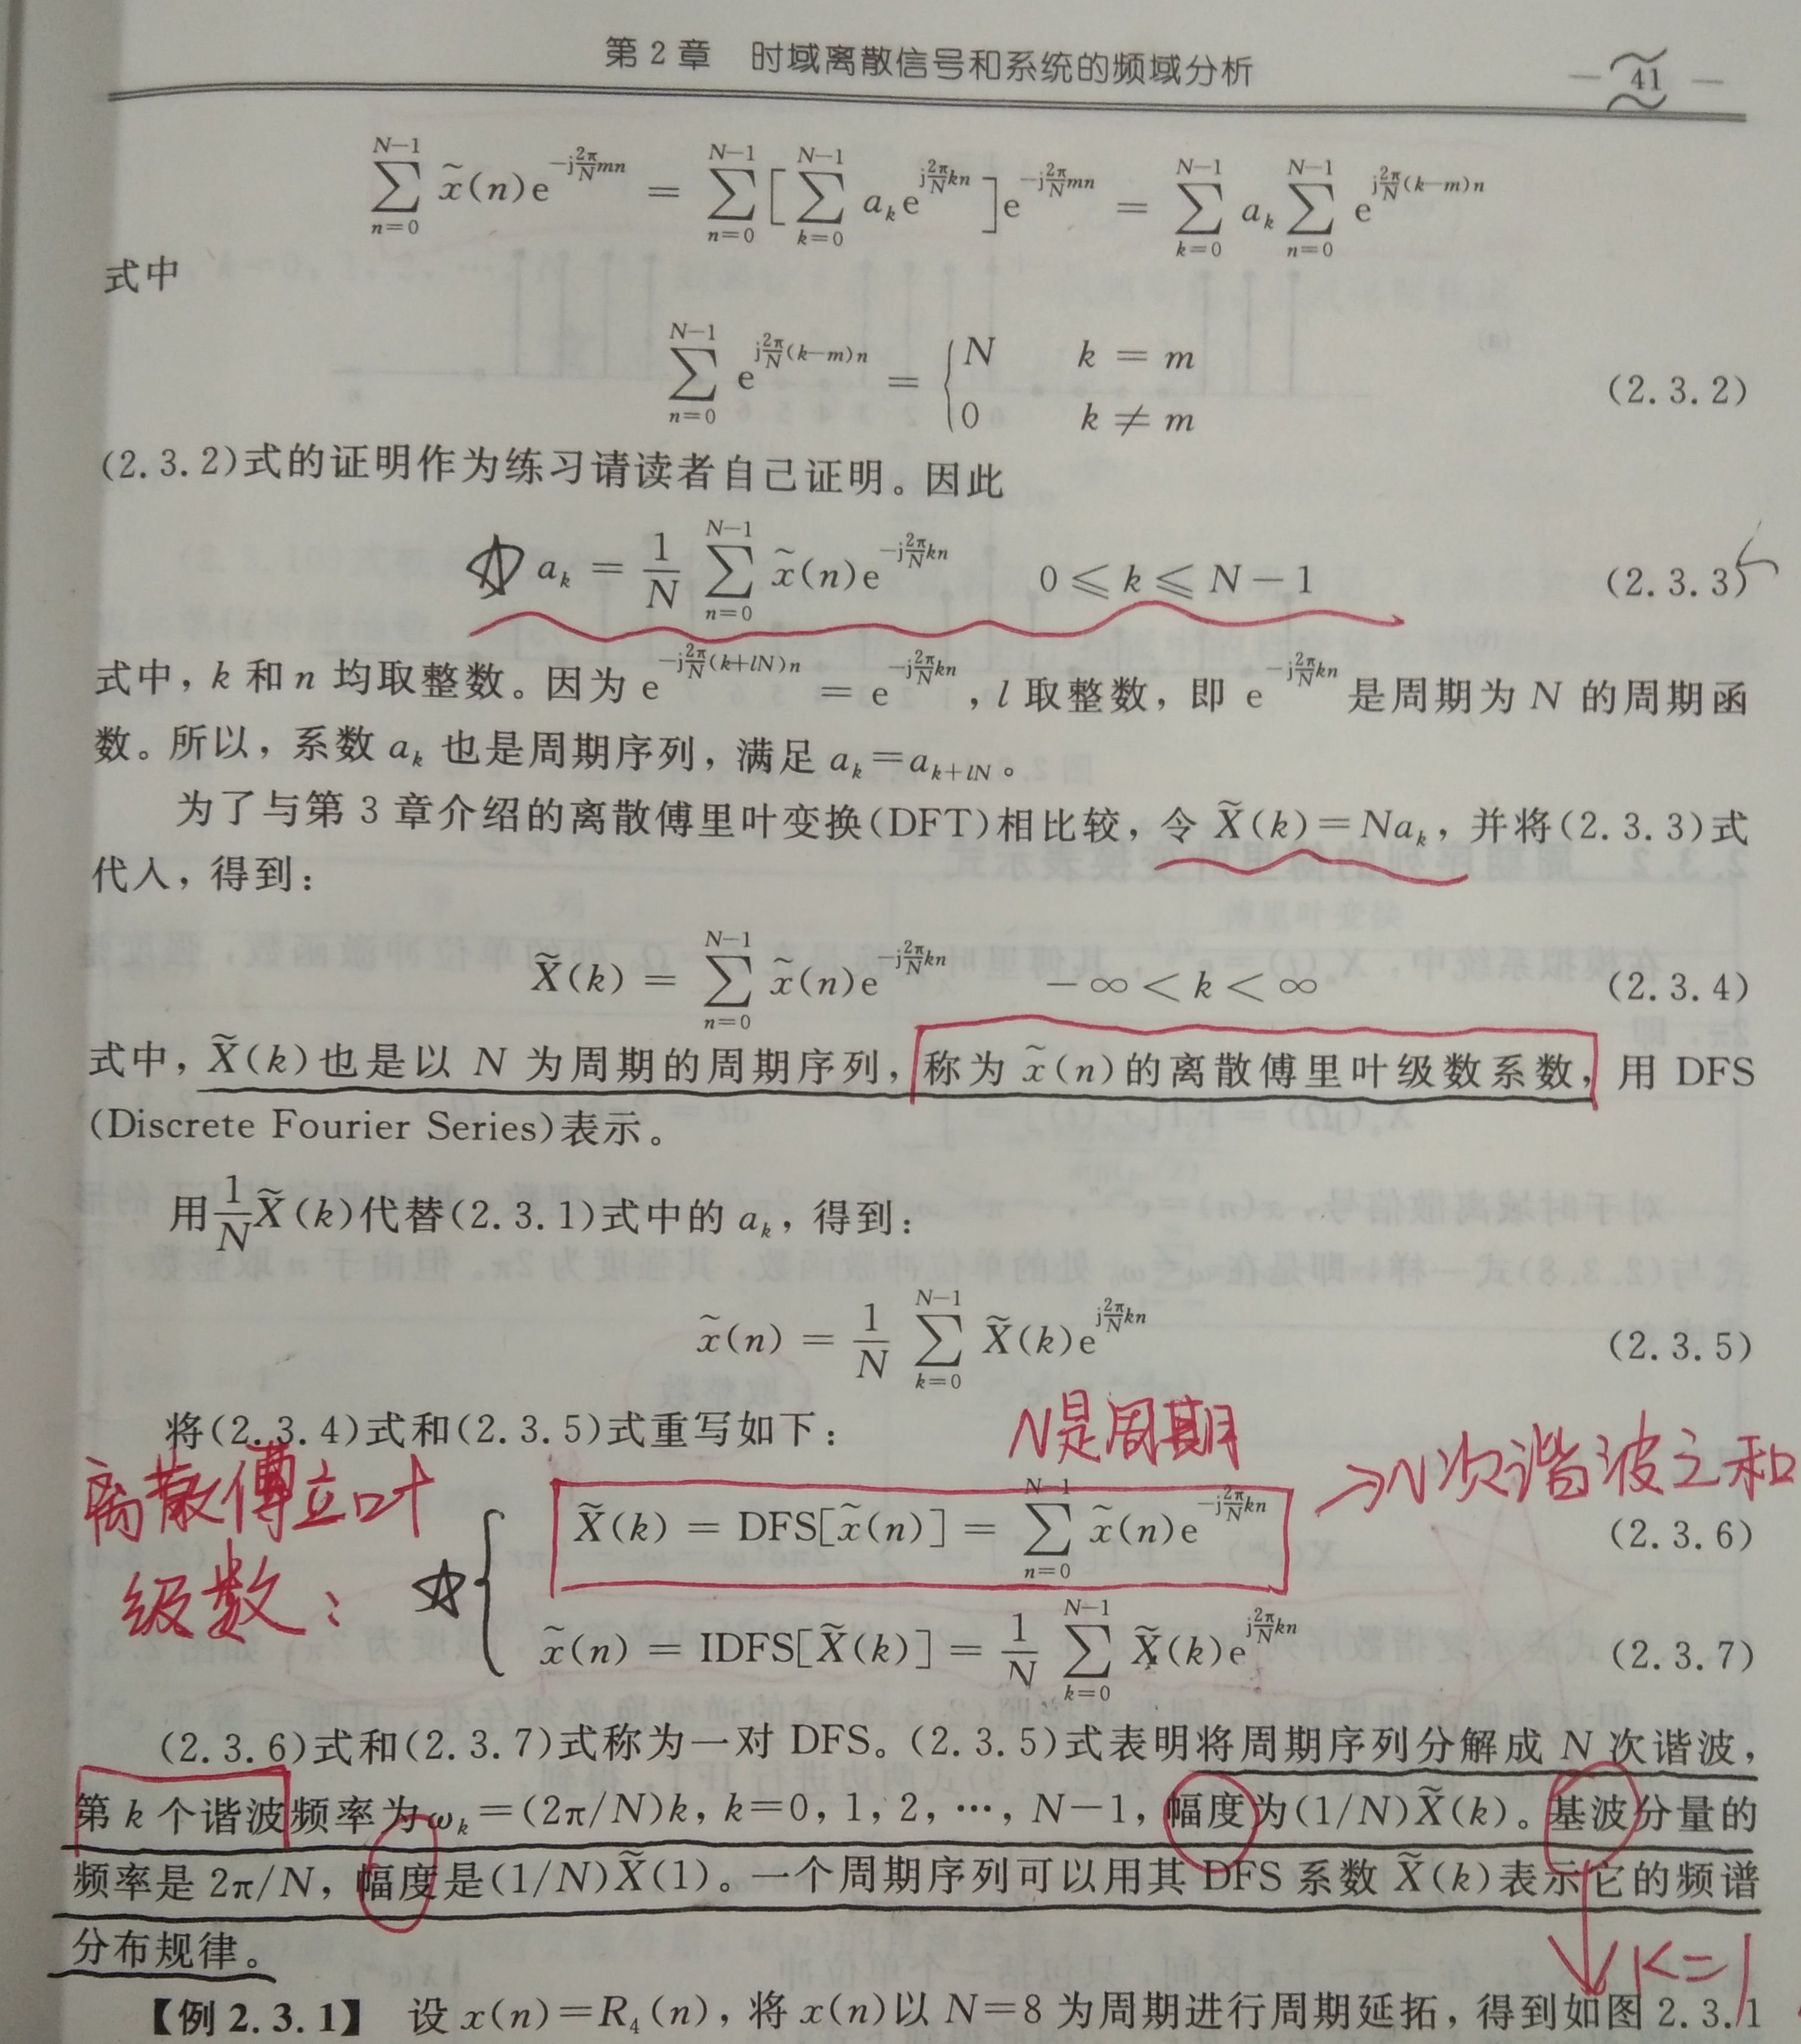 第 2 章 时域离散信号和系统的频域分析 — 41 —
$\sum_{n=0}^{N-1} \tilde{x}(n)e^{-j\frac{2\pi}{N}mn} = \sum_{n=0}^{N-1}\left[\sum_{k=0}^{N-1} a_k e^{j\frac{2\pi}{N}kn}\right]e^{-j\frac{2\pi}{N}mn} = \sum_{k=0}^{N-1} a_k \sum_{n=0}^{N-1} e^{j\frac{2\pi}{N}(k-m)n}$
式中
$\sum_{n=0}^{N-1} e^{j\frac{2\pi}{N}(k-m)n} = \begin{cases} N & k = m \\ 0 & k \neq m \end{cases}$ (2.3.2)
(2.3.2)式的证明作为练习请读者自己证明。因此
☆ $a_k = \frac{1}{N}\sum_{n=0}^{N-1} \tilde{x}(n)e^{-j\frac{2\pi}{N}kn} \quad 0 \leqslant k \leqslant N-1$ (2.3.3)
式中, k 和 n 均取整数。因为 $e^{-j\frac{2\pi}{N}(k+lN)n} = e^{-j\frac{2\pi}{N}kn}$, l 取整数, 即 $e^{-j\frac{2\pi}{N}kn}$ 是周期为 N 的周期函
数。所以, 系数 $a_k$ 也是周期序列, 满足 $a_k = a_{k+lN}$。
为了与第 3 章介绍的离散傅里叶变换(DFT)相比较, 令 $\tilde{X}(k) = Na_k$, 并将(2.3.3)式
代入, 得到:
$\tilde{X}(k) = \sum_{n=0}^{N-1} \tilde{x}(n)e^{-j\frac{2\pi}{N}kn} \quad -\infty < k < \infty$ (2.3.4)
式中, $\tilde{X}(k)$也是以 N 为周期的周期序列, 称为 $\tilde{x}(n)$的离散傅里叶级数系数, 用 DFS
(Discrete Fourier Series)表示。
用$\frac{1}{N}\tilde{X}(k)$代替(2.3.1)式中的 $a_k$, 得到:
$\tilde{x}(n) = \frac{1}{N}\sum_{k=0}^{N-1} \tilde{X}(k)e^{j\frac{2\pi}{N}kn}$ (2.3.5)
将(2.3.4)式和(2.3.5)式重写如下:
N是周期
→N次谐波之和
离散傅立叶
级数:
☆ $\tilde{X}(k) = \mathrm{DFS}[\tilde{x}(n)] = \sum_{n=0}^{N-1} \tilde{x}(n)e^{-j\frac{2\pi}{N}kn}$ (2.3.6)
$\tilde{x}(n) = \mathrm{IDFS}[\tilde{X}(k)] = \frac{1}{N}\sum_{k=0}^{N-1} \tilde{X}(k)e^{j\frac{2\pi}{N}kn}$ (2.3.7)
(2.3.6)式和(2.3.7)式称为一对 DFS。(2.3.5)式表明将周期序列分解成 N 次谐波,
第 k 个谐波频率为 $\omega_k = (2\pi/N)k$, k=0, 1, 2, …, N-1, 幅度为$(1/N)\tilde{X}(k)$。基波分量的
频率是 2π/N, 幅度是$(1/N)\tilde{X}(1)$。一个周期序列可以用其 DFS 系数 $\tilde{X}(k)$表示它的频谱
分布规律。
K=1
【例 2.3.1】 设 $x(n) = R_4(n)$, 将 x(n)以 N=8 为周期进行周期延拓, 得到如图 2.3.1